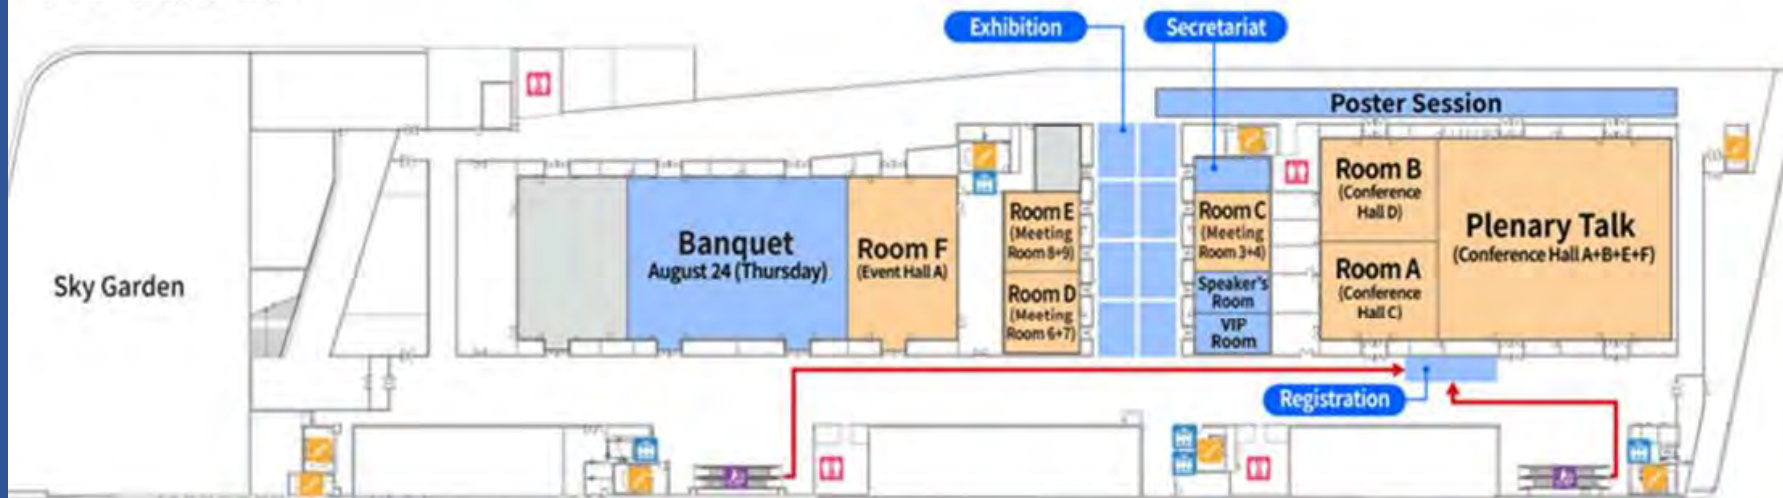 Exhibition
Secretariat
Poster Session
Room B
(Conference
Hall D)
Plenary Talk
(Conference Hall A+B+E+F)
Room A
(Conference
Hall C)
Room E
(Meeting
Room 8+9)
Room C
(Meeting
Room 3+4)
Banquet
August 24 (Thursday)
Room F
(Event Hall A)
Sky Garden
Room D
(Meeting
Room 6+7)
Speaker's
Room
VIP
Room
Registration